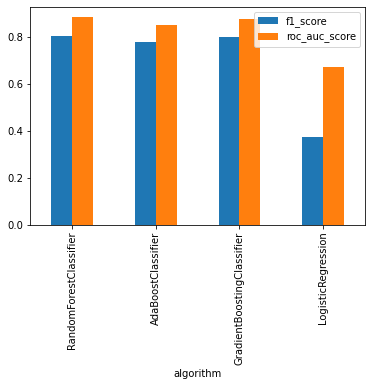 f1_score
roc_auc_score
0.8
0.6
0.4
0.2
0.0
RandomForestClassifier
AdaBoostClassifier
GradientBoostingClassifier
LogisticRegression
algorithm